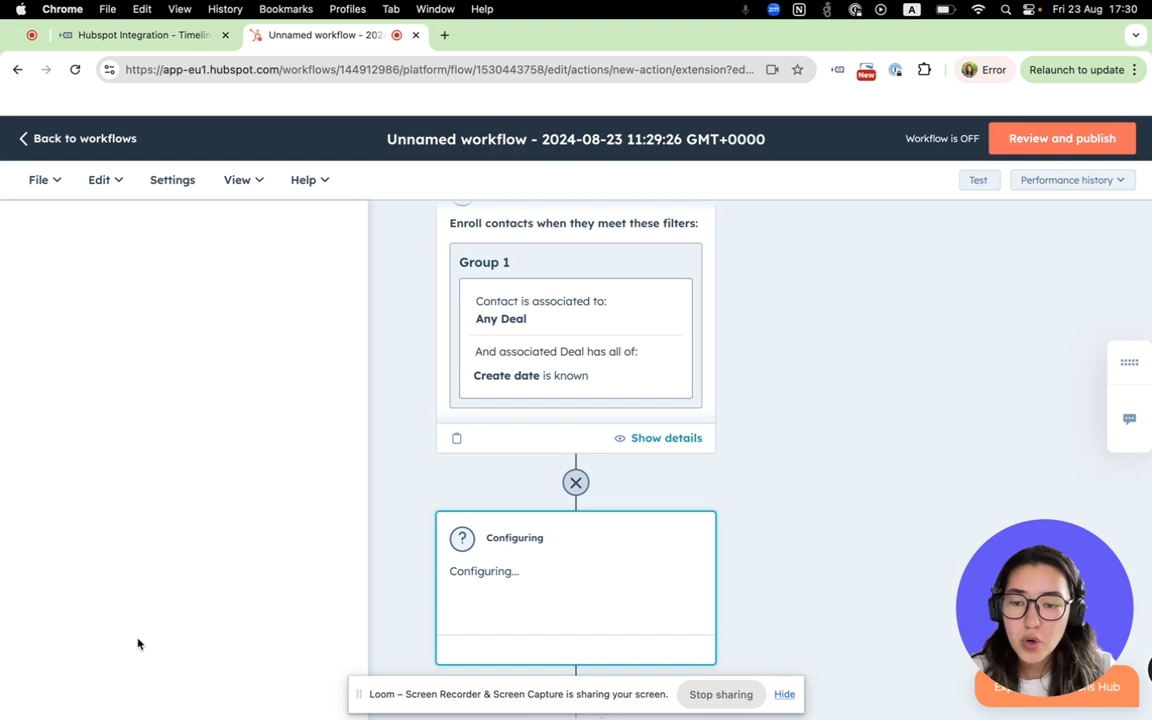 Chrome File Edit View History Bookmarks Profiles Tab Window Help
zm N A Fri 23 Aug 17:30
Hubspot Integration - Timelin
Unnamed workflow - 202
https://app-eu1.hubspot.com/workflows/144912986/platform/flow/1530443758/edit/actions/new-action/extension?ed...
New
Error
Relaunch to update
Back to workflows
Unnamed workflow - 2024-08-23 11:29:26 GMT+0000
Workflow is OFF
Review and publish
File Edit Settings View Help
Test
Performance history
Enroll contacts when they meet these filters:
Group 1
Contact is associated to:
Any Deal
And associated Deal has all of:
Create date is known
Show details
? Configuring
Configuring...
Loom – Screen Recorder & Screen Capture is sharing your screen.
Stop sharing
Hide
Hub